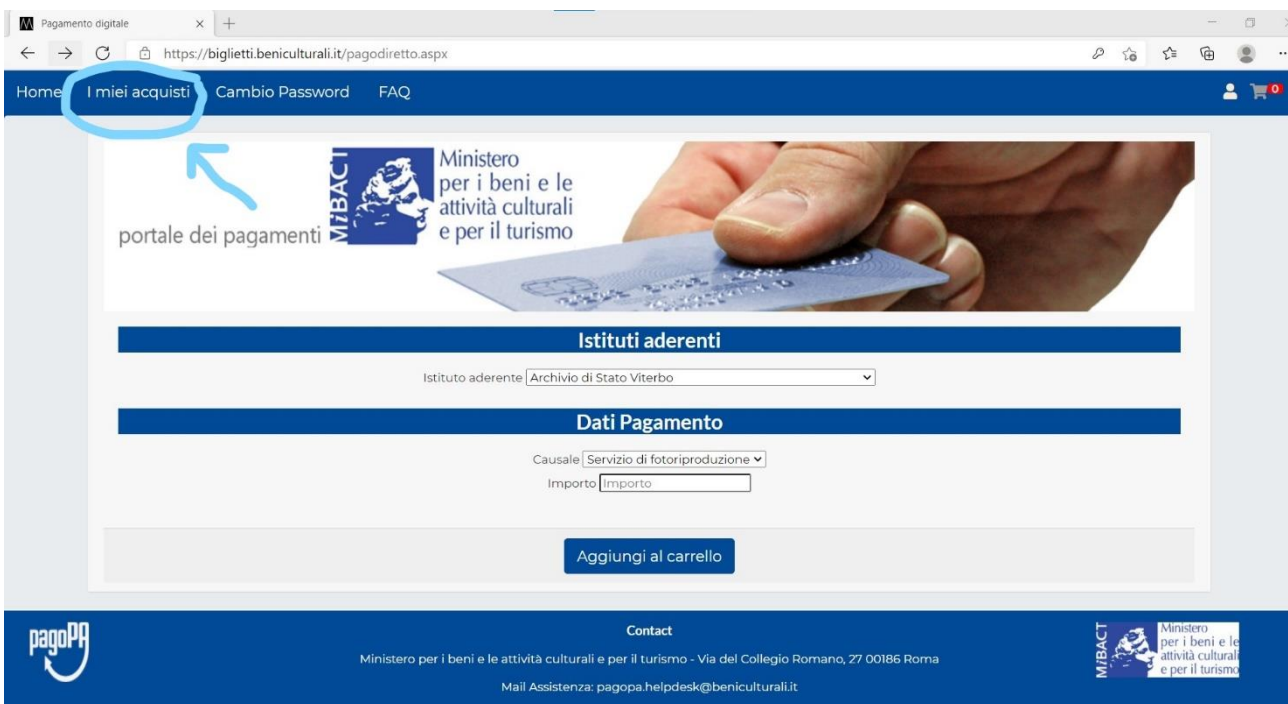 Pagamento digitale
https://biglietti.beniculturali.it/pagodiretto.aspx
Home I miei acquisti Cambio Password FAQ 0
portale dei pagamenti
MiBACT
Ministero
per i beni e le
attività culturali
e per il turismo
Istituti aderenti
Istituto aderente Archivio di Stato Viterbo
Dati Pagamento
Causale Servizio di fotoriproduzione
Importo Importo
Aggiungi al carrello
pagoPA
Contact
Ministero per i beni e le attività culturali e per il turismo - Via del Collegio Romano, 27 00186 Roma
Mail Assistenza: pagopa.helpdesk@beniculturali.it
MiBACT
Ministero
per i beni e le
attività culturali
e per il turismo